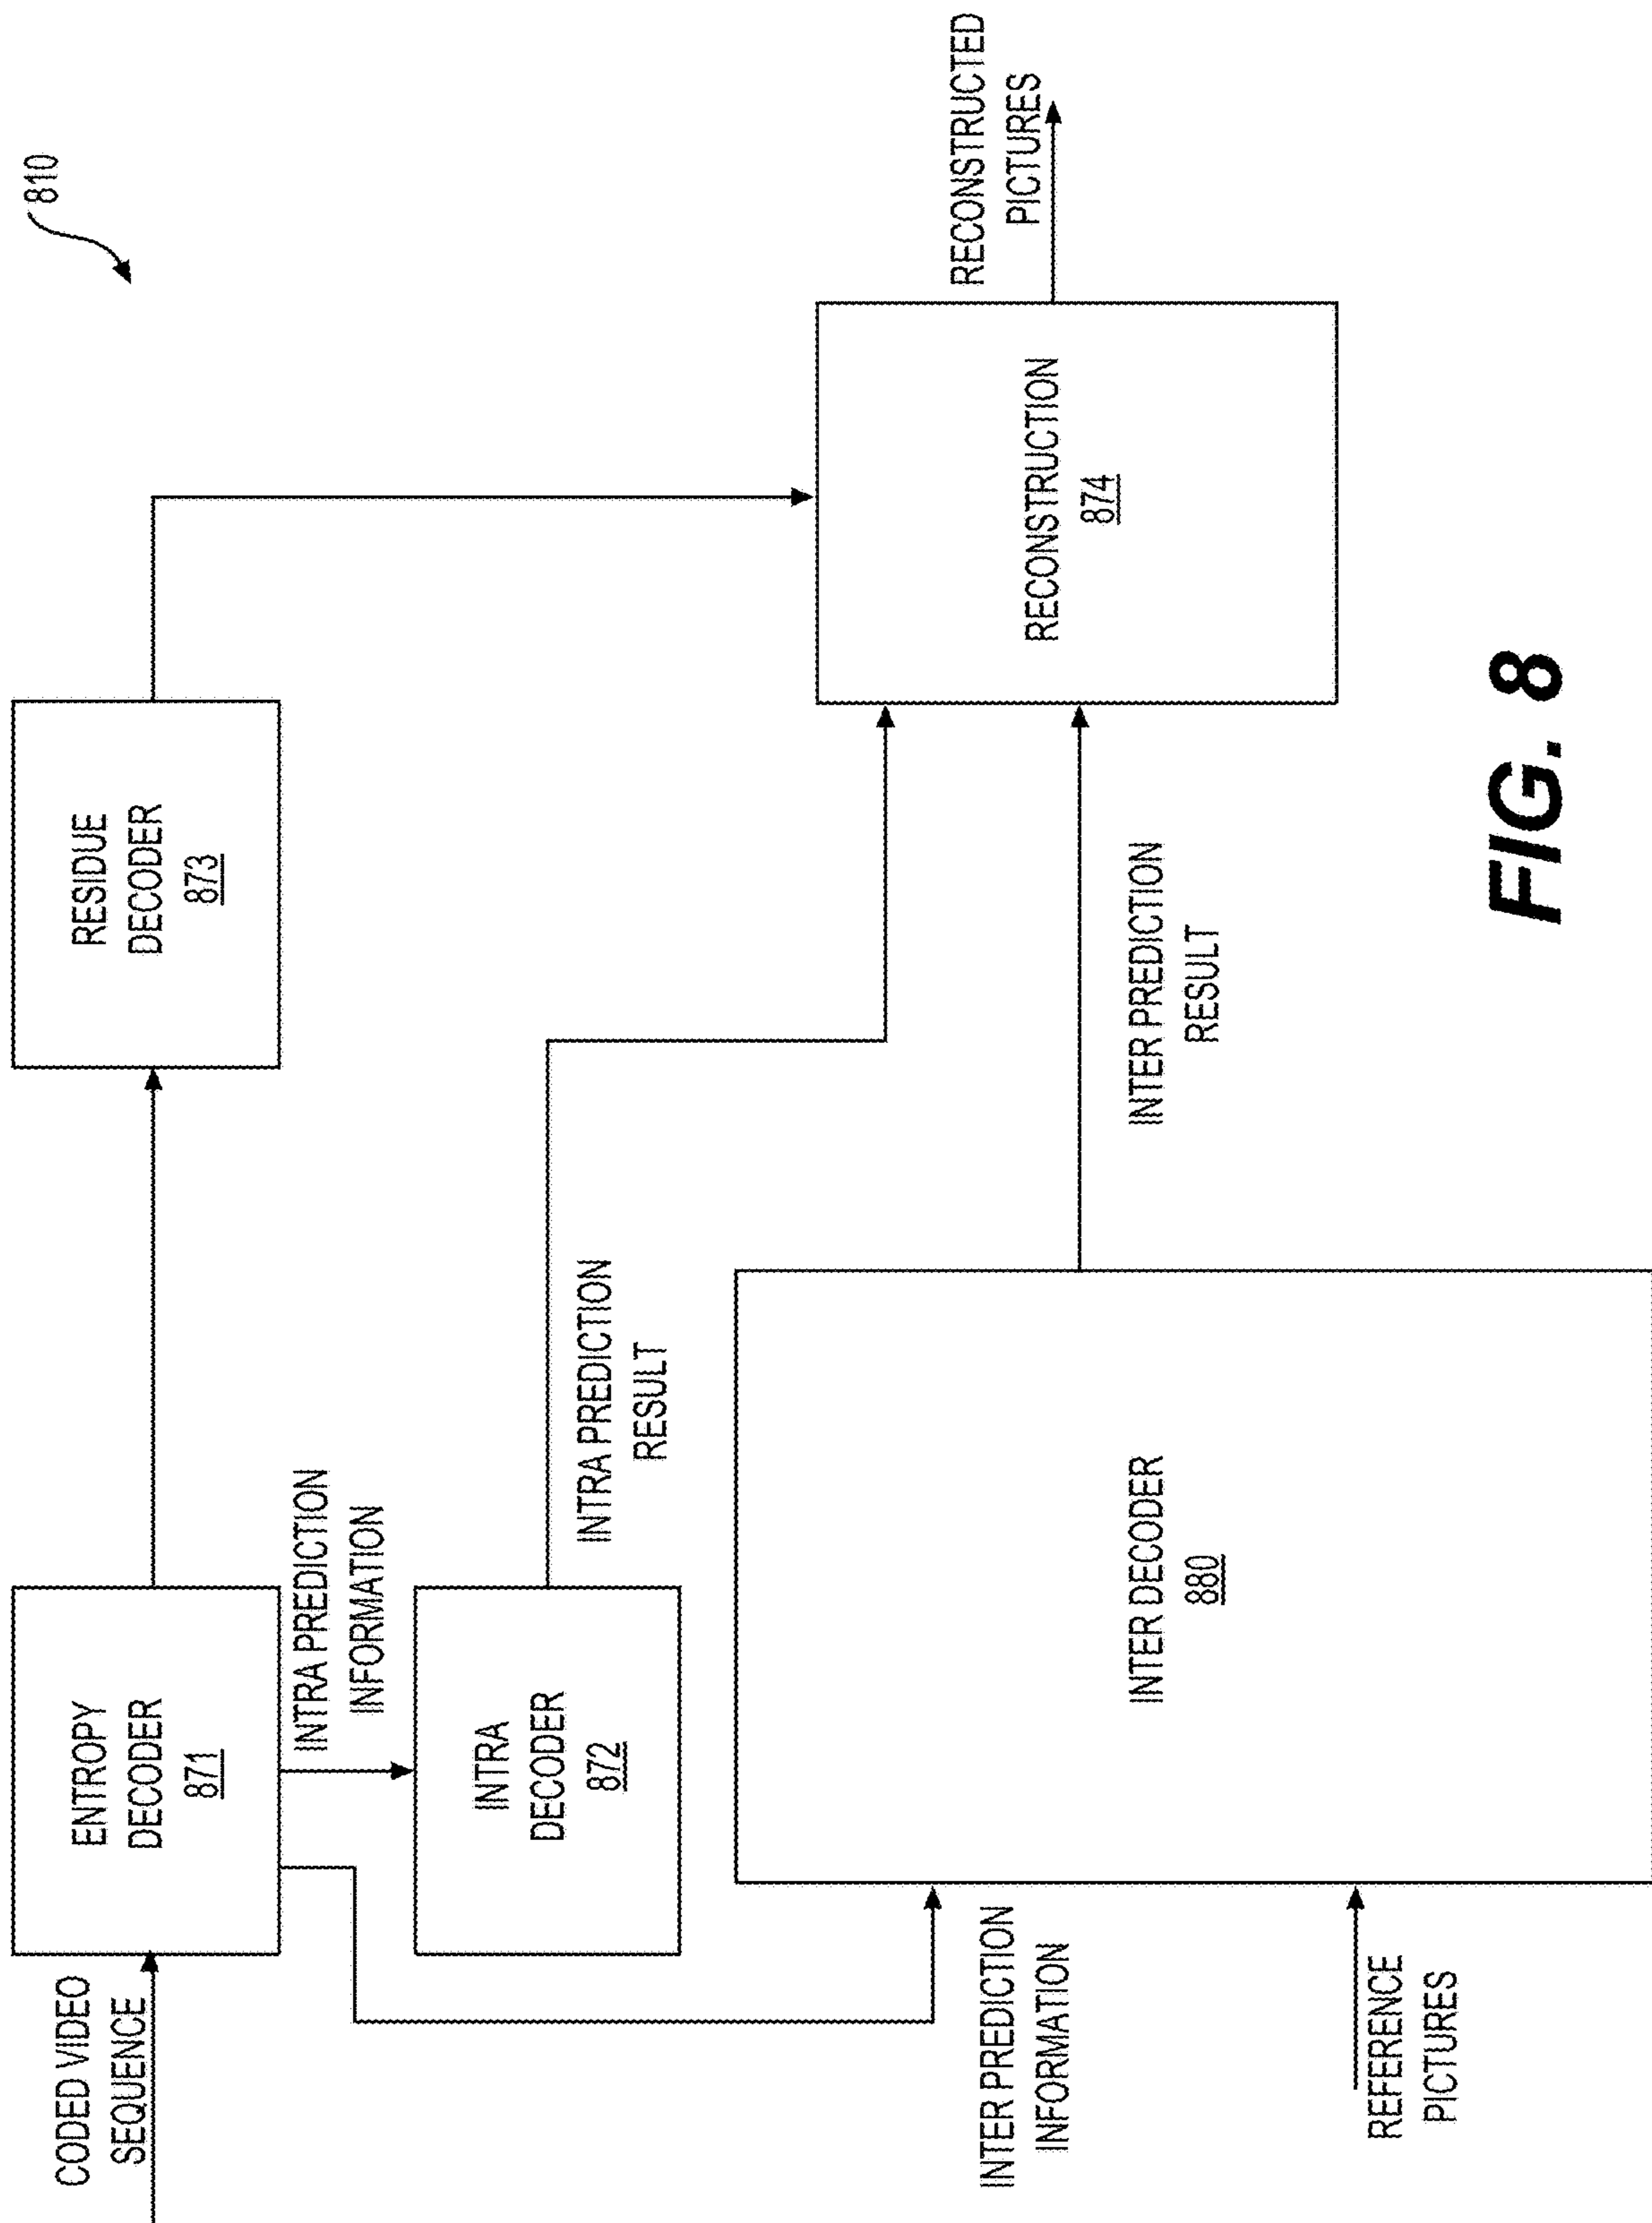 810
CODED VIDEO
SEQUENCE
ENTROPY
DECODER
871
RESIDUE
DECODER
873
INTRA PREDICTION
INFORMATION
INTRA
DECODER
872
INTRA PREDICTION
RESULT
RECONSTRUCTION
874
RECONSTRUCTED
PICTURES
INTER PREDICTION
INFORMATION
INTER DECODER
880
INTER PREDICTION
RESULT
REFERENCE
PICTURES
FIG. 8